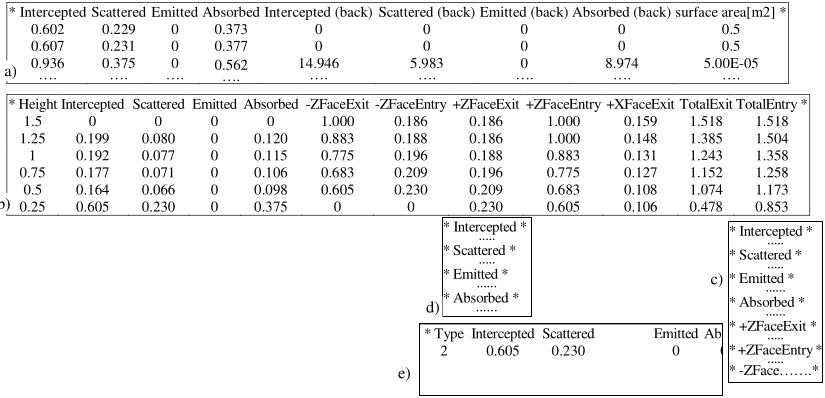 * Intercepted Scattered Emitted Absorbed Intercepted (back) Scattered (back) Emitted (back) Absorbed (back) surface area[m2] *
0.602 0.229 0 0.373 0 0 0 0 0.5
0.607 0.231 0 0.377 0 0 0 0 0.5
a) 0.936 0.375 0 0.562 14.946 5.983 0 8.974 5.00E-05
.... .... .... .... .... .... .... .... ....
* Height Intercepted Scattered Emitted Absorbed -ZFaceExit -ZFaceEntry +ZFaceExit +ZFaceEntry +XFaceExit TotalExit TotalEntry *
1.5 0 0 0 0 1.000 0.186 0.186 1.000 0.159 1.518 1.518
1.25 0.199 0.080 0 0.120 0.883 0.188 0.186 1.000 0.148 1.385 1.504
1 0.192 0.077 0 0.115 0.775 0.196 0.188 0.883 0.131 1.243 1.358
0.75 0.177 0.071 0 0.106 0.683 0.209 0.196 0.775 0.127 1.152 1.258
0.5 0.164 0.066 0 0.098 0.605 0.230 0.209 0.683 0.108 1.074 1.173
b) 0.25 0.605 0.230 0 0.375 0 0 0.230 0.605 0.106 0.478 0.853
* Intercepted *
.....
* Scattered *
.....
* Emitted *
......
d) * Absorbed *
......
* Intercepted *
.....
* Scattered *
.....
c) * Emitted *
......
* Absorbed *
......
* +ZFaceExit *
.....
* +ZFaceEntry *
.....
* -ZFace.......*
* Type Intercepted Scattered Emitted Ab
2 0.605 0.230 0
e)